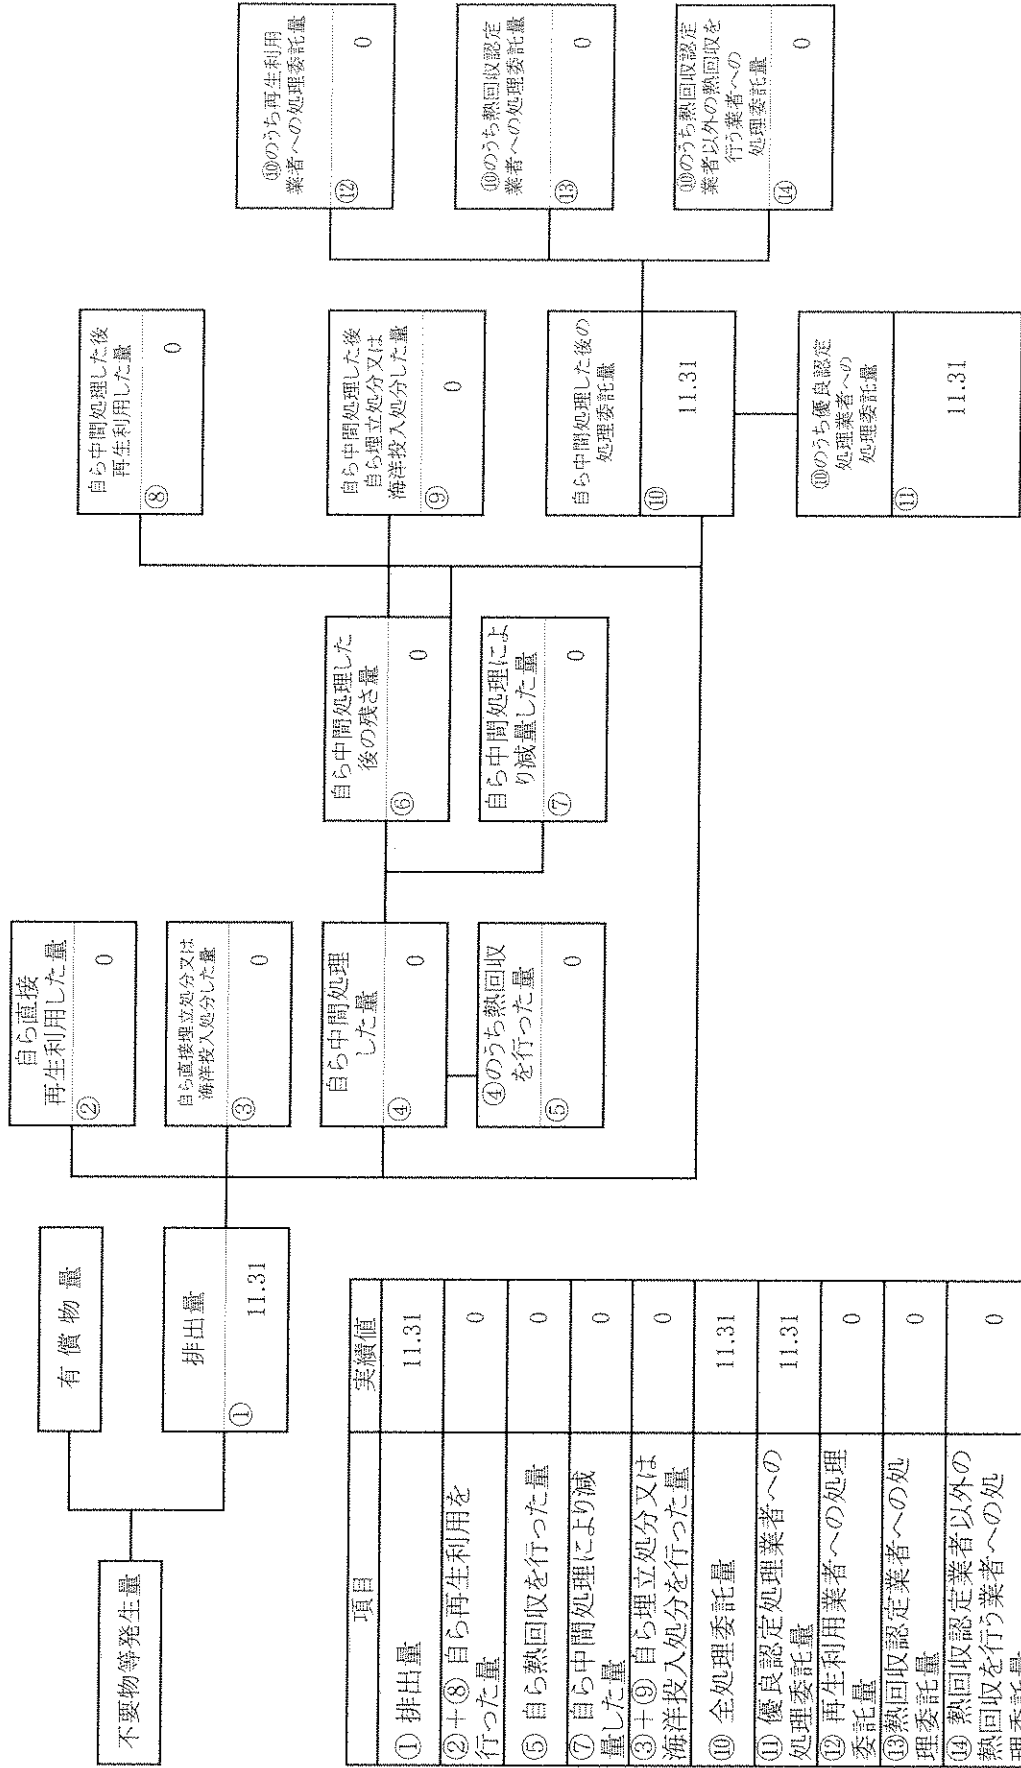 不要物等発生量
有償物量
排出量
①
11.31
自ら直接
再生利用した量
②
0
自ら直接埋立処分又は
海洋投入処分した量
③
0
自ら中間処理
した量
④
0
④のうち熱回収
を行った量
⑤
0
自ら中間処理した
後の残さ量
⑥
0
自ら中間処理によ
り減量した量
⑦
0
自ら中間処理した後
再生利用した量
⑧
0
自ら中間処理した後
自ら埋立処分又は
海洋投入処分した量
⑨
0
自ら中間処理した後の
処理委託量
⑩
11.31
⑩のうち優良認定
処理業者への
処理委託量
⑪
11.31
⑩のうち再生利用
業者への処理委託量
⑫
0
⑩のうち熱回収認定
業者への処理委託量
⑬
0
⑩のうち熱回収認定
業者以外の熱回収を
行う業者への
処理委託量
⑭
0
項目 実績値
① 排出量 11.31
②+⑧ 自ら再生利用を
行った量 0
⑤ 自ら熱回収を行った量 0
⑦ 自ら中間処理により減
量した量 0
③+⑨ 自ら埋立処分又は
海洋投入処分を行った量 0
⑩ 全処理委託量 11.31
⑪ 優良認定処理業者への
処理委託量 11.31
⑫ 再生利用業者への処理
委託量 0
⑬熱回収認定業者への処
理委託量 0
⑭ 熱回収認定業者以外の
熱回収を行う業者への処
理委託量 0